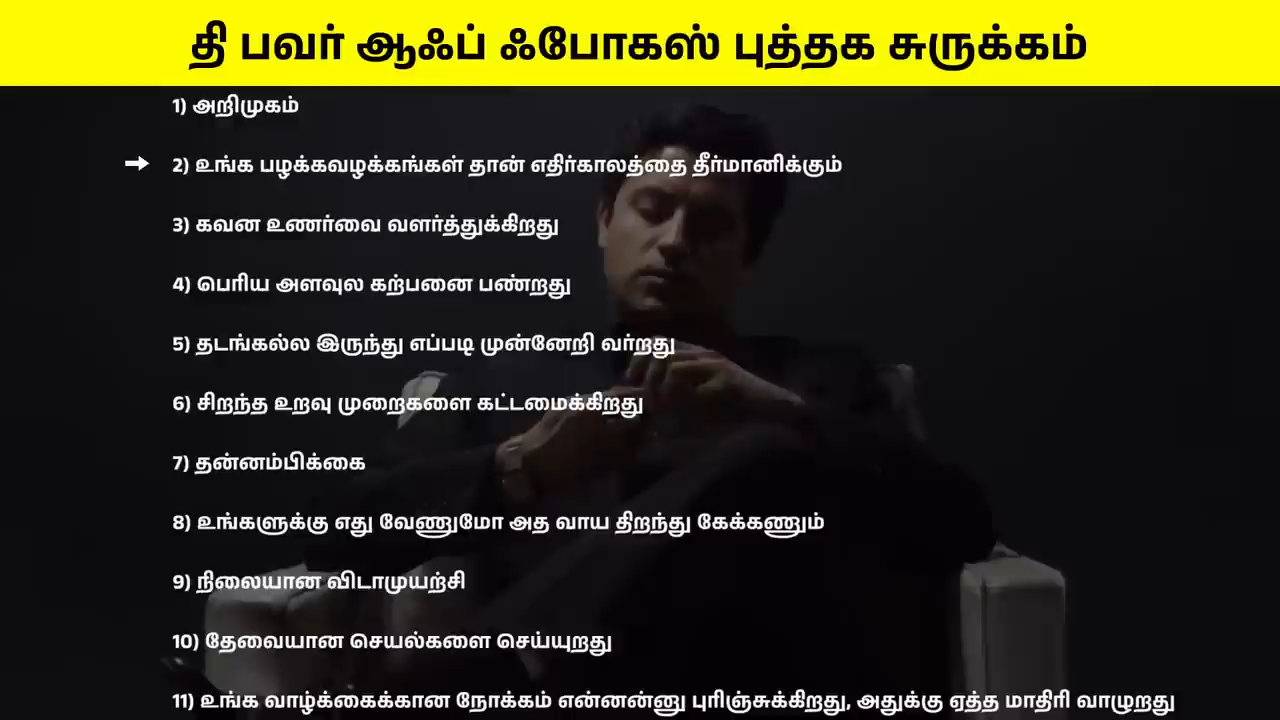 தி பவர் ஆஃப் ஃபோகஸ் புத்தக சுருக்கம்
1) அறிமுகம்
2) உங்க பழக்கவழக்கங்கள் தான் எதிர்காலத்தை தீர்மானிக்கும்
3) கவன உணர்வை வளர்த்துக்கிறது
4) பெரிய அளவுல கற்பனை பண்றது
5) தடங்கல்ல இருந்து எப்படி முன்னேறி வர்றது
6) சிறந்த உறவு முறைகளை கட்டமைக்கிறது
7) தன்னம்பிக்கை
8) உங்களுக்கு எது வேணுமோ அத வாய திறந்து கேக்கணும்
9) நிலையான விடாமுயற்சி
10) தேவையான செயல்களை செய்யுறது
11) உங்க வாழ்க்கைக்கான நோக்கம் என்னன்னு புரிஞ்சுக்கிறது, அதுக்கு ஏத்த மாதிரி வாழுறது